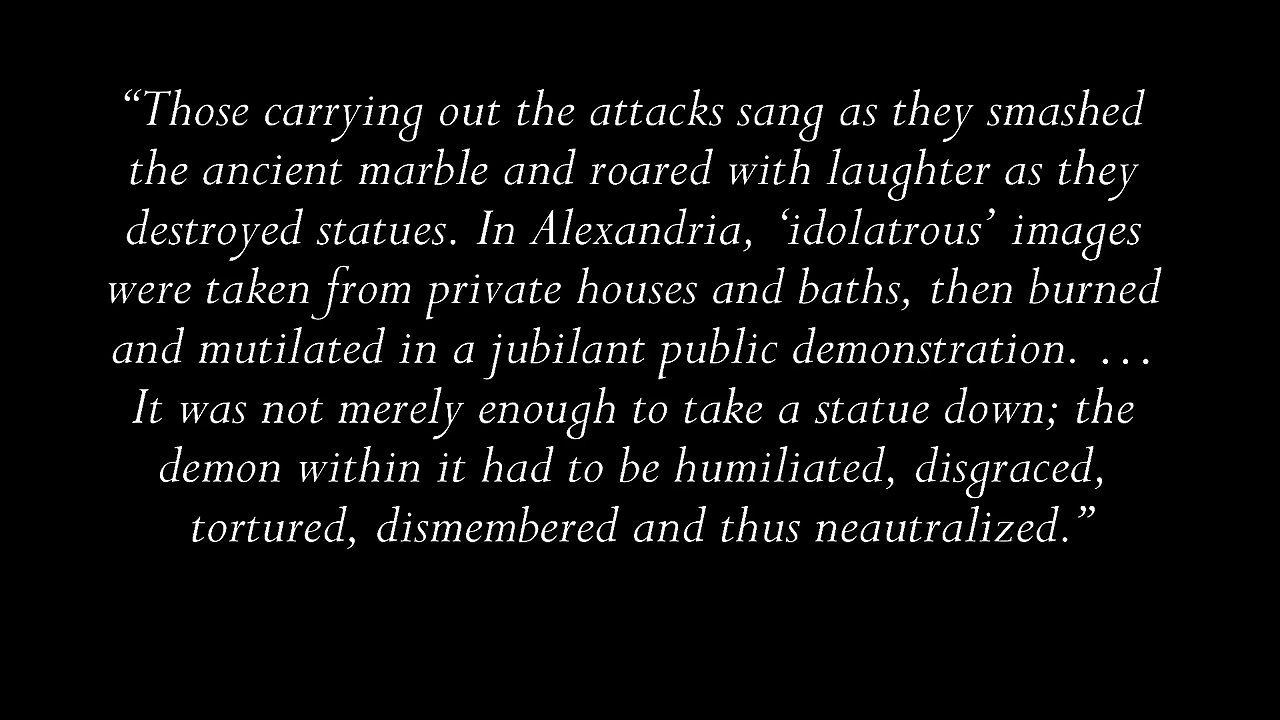 “Those carrying out the attacks sang as they smashed
the ancient marble and roared with laughter as they
destroyed statues. In Alexandria, ‘idolatrous’ images
were taken from private houses and baths, then burned
and mutilated in a jubilant public demonstration. ...
It was not merely enough to take a statue down; the
demon within it had to be humiliated, disgraced,
tortured, dismembered and thus neautralized.”